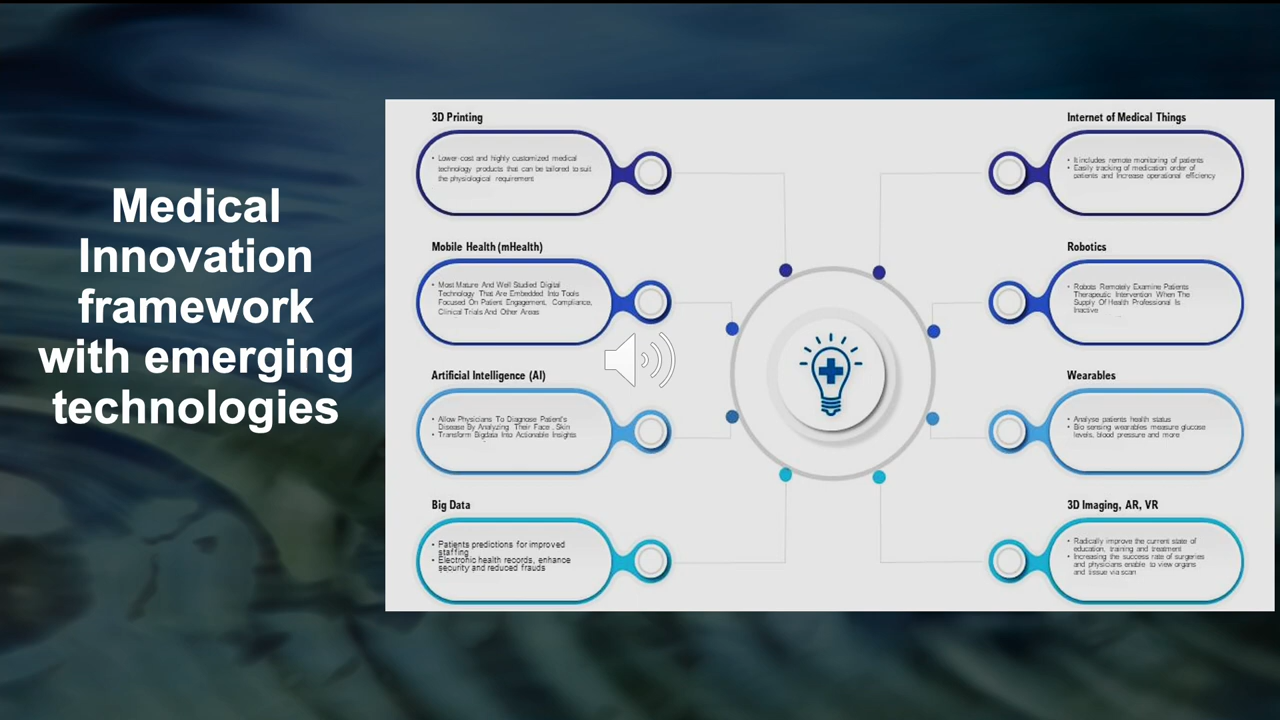 Medical
Innovation
framework
with emerging
technologies
3D Printing
• Lower-cost and highly customized medical
technology products that can be tailored to suit
the physiological requirement
Mobile Health (mHealth)
• Most Mature And Well Studied Digital
Technology That Are Embedded Into Tools
Focused On Patient Engagement, Compliance,
Clinical Trials And Other Areas
Artificial Intelligence (AI)
• Allow Physicians To Diagnose Patient's
Disease By Analyzing Their Face , Skin
• Transform Bigdata Into Actionable Insights
Big Data
• Patients predictions for improved
staffing
• Electronic health records, enhance
security and reduced frauds
Internet of Medical Things
• It includes remote monitoring of patients
• Easily tracking of medication order of
patients and Increase operational efficiency
Robotics
• Robots Remotely Examine Patients
Therapeutic Intervention When The
Supply Of Health Professional Is
Inactive
Wearables
• Analyse patients health status
• Bio sensing wearables measure glucose
levels, blood pressure and more
3D Imaging, AR, VR
• Radically improve the current state of
education, training and treatment
• Increasing the success rate of surgeries
and physicians enable to view organs
and tissue via scan